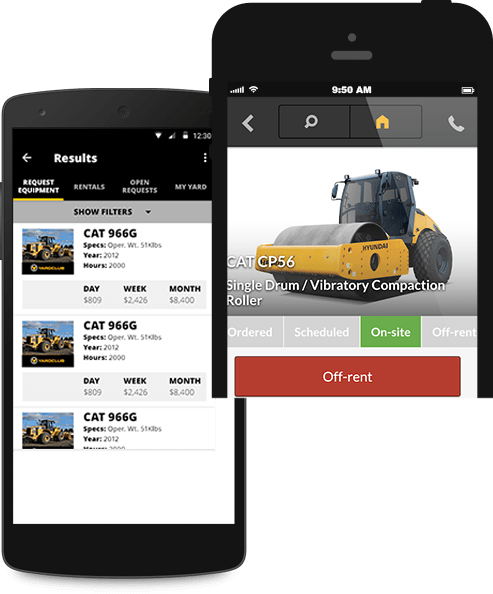 12:30
Results
REQUEST EQUIPMENT
RENTALS
OPEN REQUESTS
MY YARD
SHOW FILTERS
CAT 966G
Specs: Oper. Wt. 51Klbs
Year: 2012
Hours: 2000
YARDCLUB
DAY WEEK MONTH
$809 $2,426 $8,400
CAT 966G
Specs: Oper. Wt. 51Klbs
Year: 2012
Hours: 2000
YARDCLUB
DAY WEEK MONTH
$809 $2,426 $8,400
CAT 966G
Specs: Oper. Wt. 51Klbs
Year: 2012
Hours: 2000
9:50 AM
HYUNDAI
CAT CP56
Single Drum / Vibratory Compaction
Roller
Ordered Scheduled On-site Off-rent
Off-rent